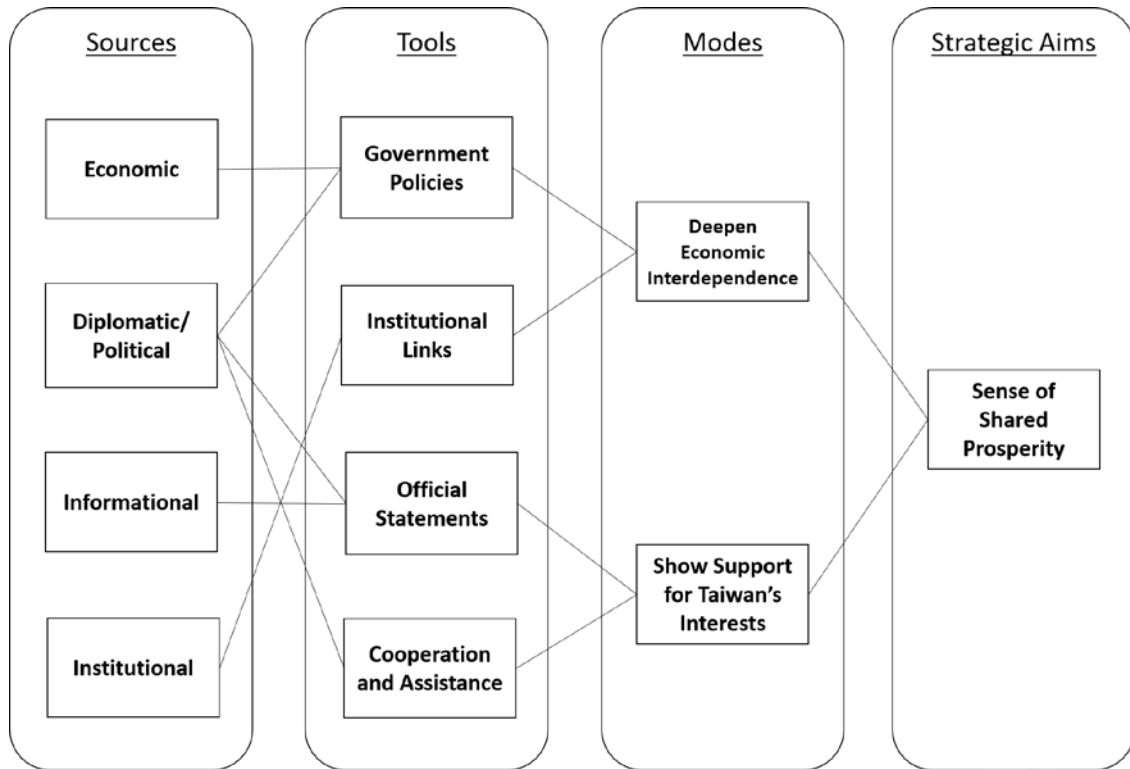 Sources
Economic
Diplomatic/
Political
Informational
Institutional
Tools
Government
Policies
Institutional
Links
Official
Statements
Cooperation
and Assistance
Modes
Deepen
Economic
Interdependence
Show Support
for Taiwan's
Interests
Strategic Aims
Sense of
Shared
Prosperity